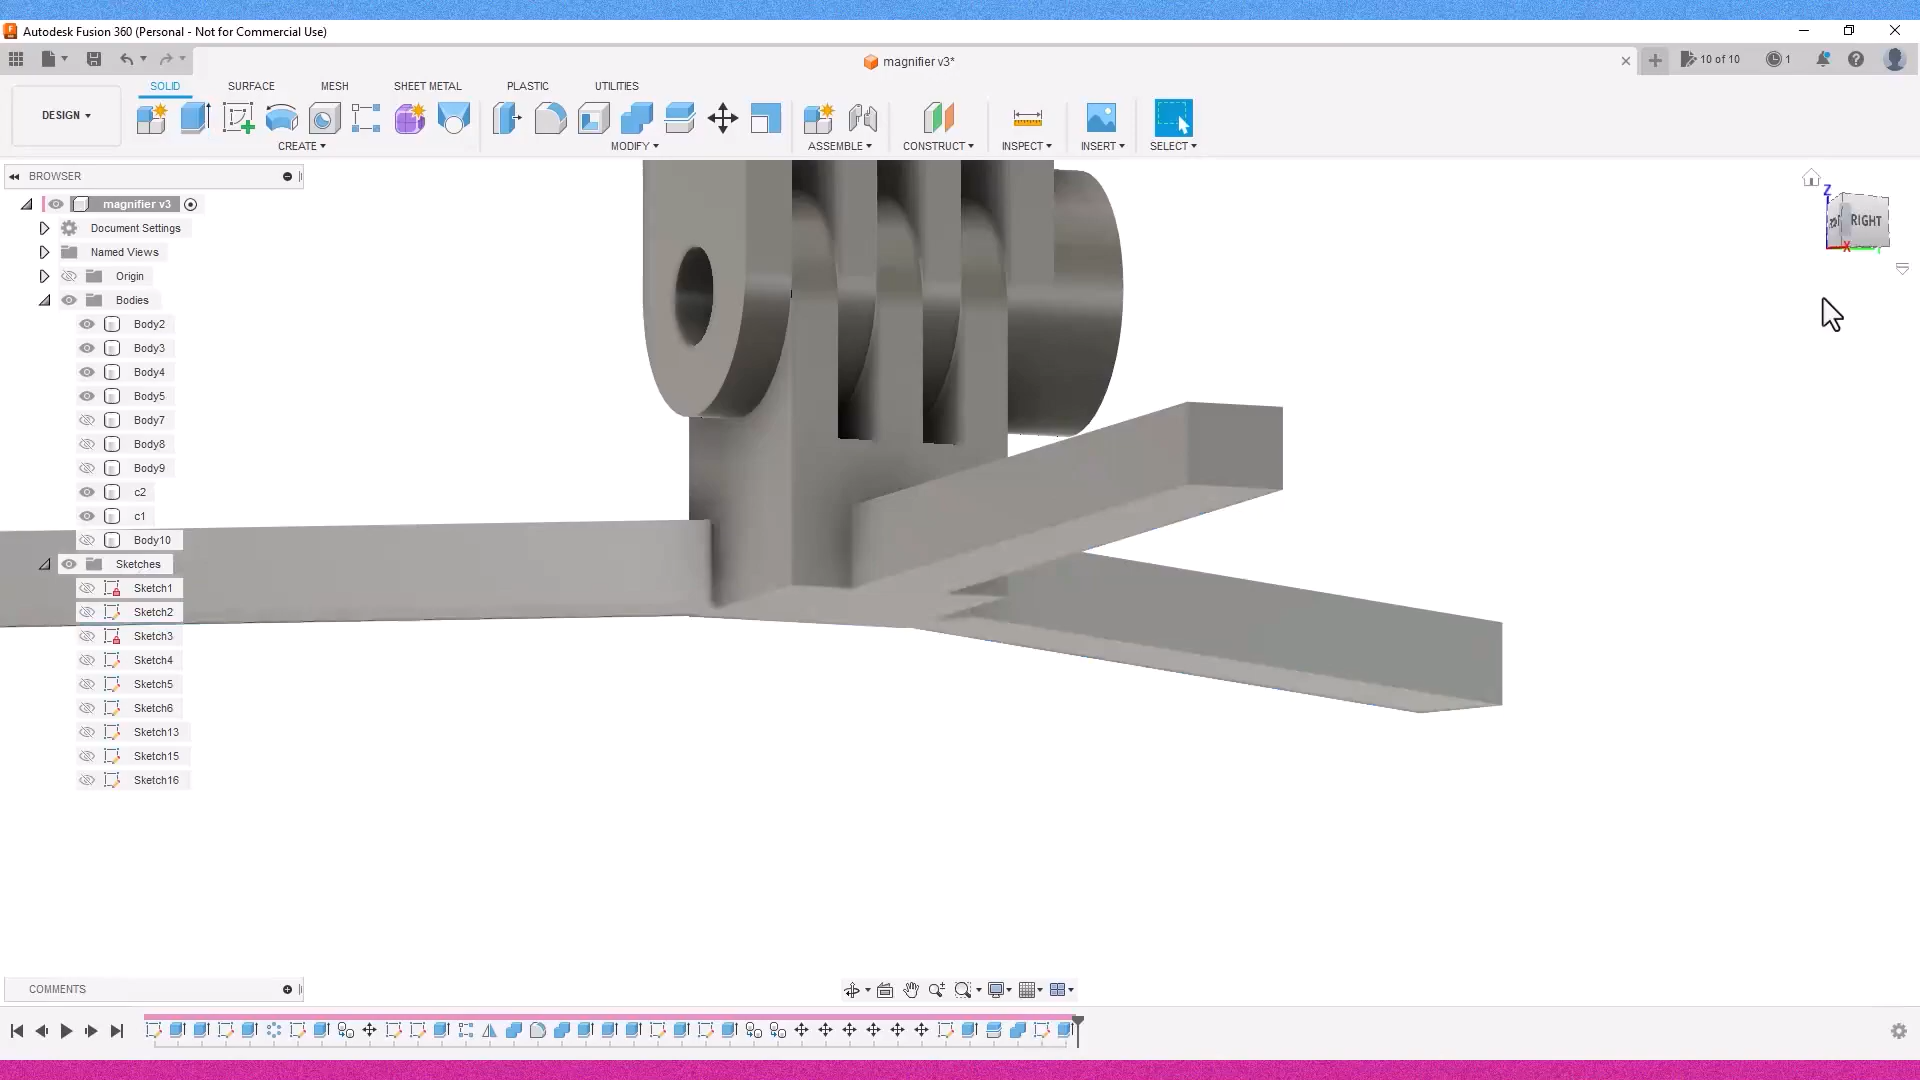 Autodesk Fusion 360 (Personal - Not for Commercial Use)
magnifier v3*
10 of 10
1
DESIGN
SOLID
SURFACE
MESH
SHEET METAL
PLASTIC
UTILITIES
CREATE
MODIFY
ASSEMBLE
CONSTRUCT
INSPECT
INSERT
SELECT
BROWSER
magnifier v3
Document Settings
Named Views
Origin
Bodies
Body2
Body3
Body4
Body5
Body7
Body8
Body9
c2
c1
Body10
Sketches
Sketch1
Sketch2
Sketch3
Sketch4
Sketch5
Sketch6
Sketch13
Sketch15
Sketch16
Z
RIGHT
X
COMMENTS